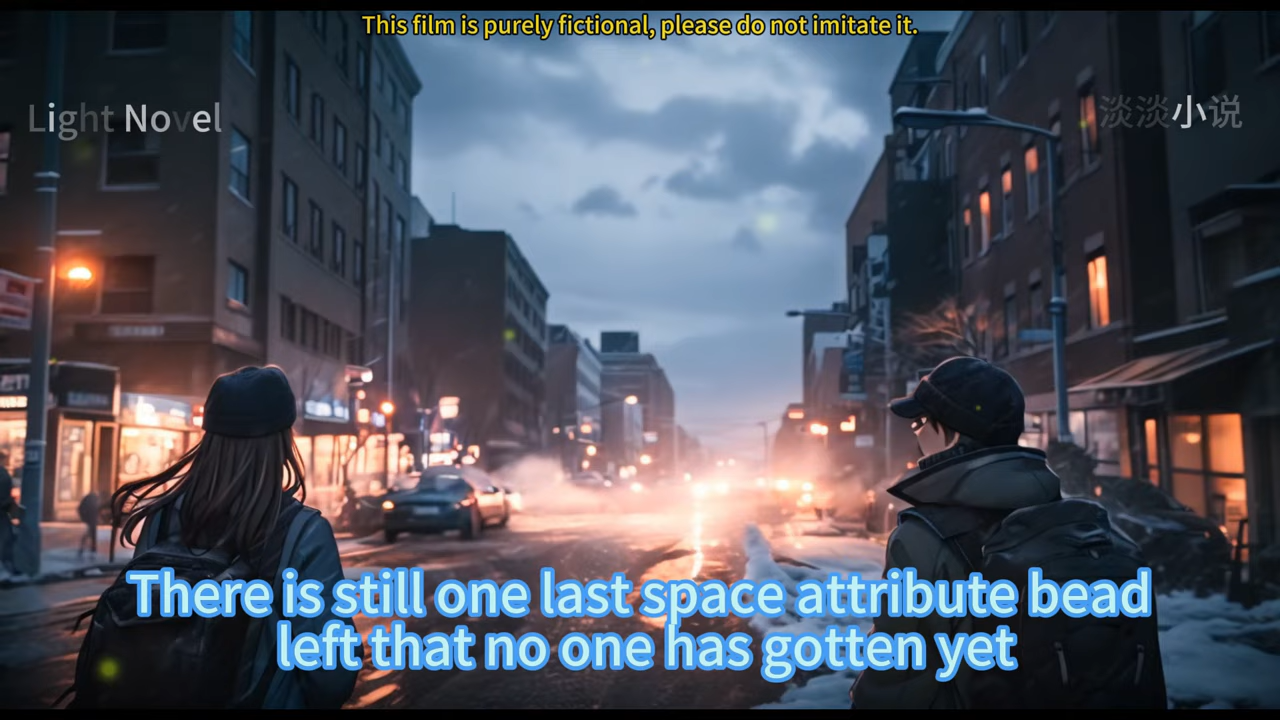 This film is purely fictional, please do not imitate it.
Light Novel
淡淡小说
There is still one last space attribute bead
left that no one has gotten yet